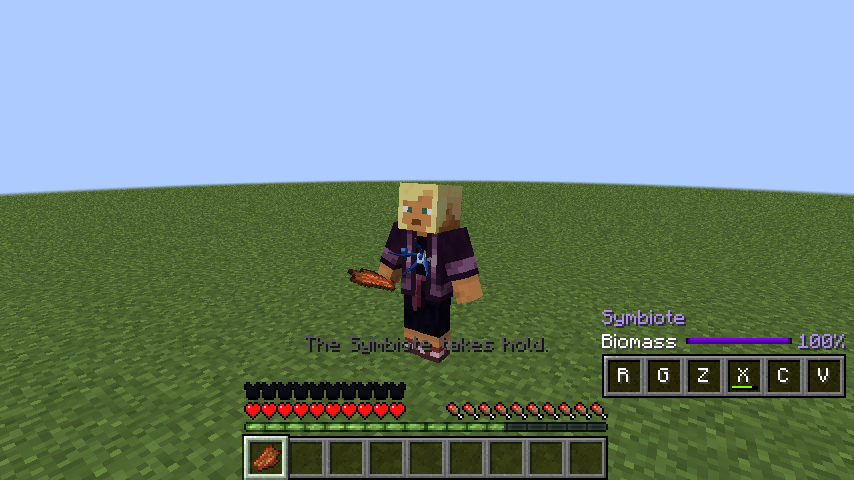 Symbiote
The Symbiote takes hold.
Biomass 100%
R G Z X C V